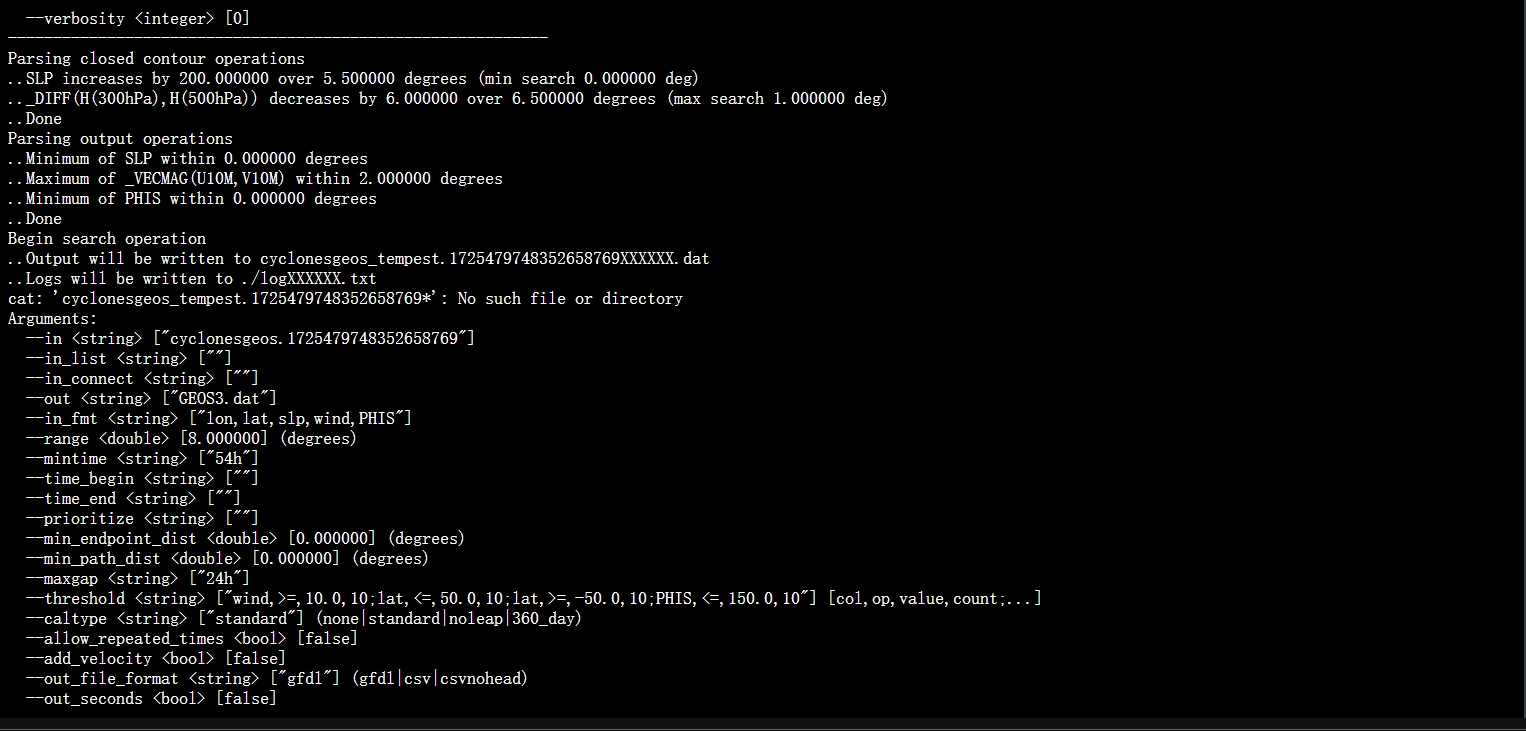 --verbosity <integer> [0]
------------------------------------------------------------
Parsing closed contour operations
..SLP increases by 200.000000 over 5.500000 degrees (min search 0.000000 deg)
.._DIFF(H(300hPa),H(500hPa)) decreases by 6.000000 over 6.500000 degrees (max search 1.000000 deg)
..Done
Parsing output operations
..Minimum of SLP within 0.000000 degrees
..Maximum of _VECMAG(U10M,V10M) within 2.000000 degrees
..Minimum of PHIS within 0.000000 degrees
..Done
Begin search operation
..Output will be written to cyclonesgeos_tempest.1725479748352658769XXXXXX.dat
..Logs will be written to ./logXXXXXX.txt
cat: 'cyclonesgeos_tempest.1725479748352658769*': No such file or directory
Arguments:
--in <string> ["cyclonesgeos.1725479748352658769"]
--in_list <string> [""]
--in_connect <string> [""]
--out <string> ["GEOS3.dat"]
--in_fmt <string> ["lon,lat,slp,wind,PHIS"]
--range <double> [8.000000] (degrees)
--mintime <string> ["54h"]
--time_begin <string> [""]
--time_end <string> [""]
--prioritize <string> [""]
--min_endpoint_dist <double> [0.000000] (degrees)
--min_path_dist <double> [0.000000] (degrees)
--maxgap <string> ["24h"]
--threshold <string> ["wind,>=,10.0,10;lat,<=,50.0,10;lat,>=,-50.0,10;PHIS,<=,150.0,10"] [col,op,value,count;...]
--caltype <string> ["standard"] (none|standard|noleap|360_day)
--allow_repeated_times <bool> [false]
--add_velocity <bool> [false]
--out_file_format <string> ["gfdl"] (gfdl|csv|csvnohead)
--out_seconds <bool> [false]